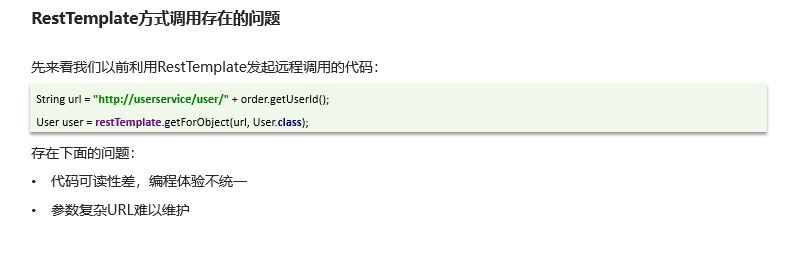 RestTemplate方式调用存在的问题
先来看我们以前利用RestTemplate发起远程调用的代码：
String url = "http://userservice/user/" + order.getUserId();
User user = restTemplate.getForObject(url, User.class);
存在下面的问题：
• 代码可读性差，编程体验不统一
• 参数复杂URL难以维护